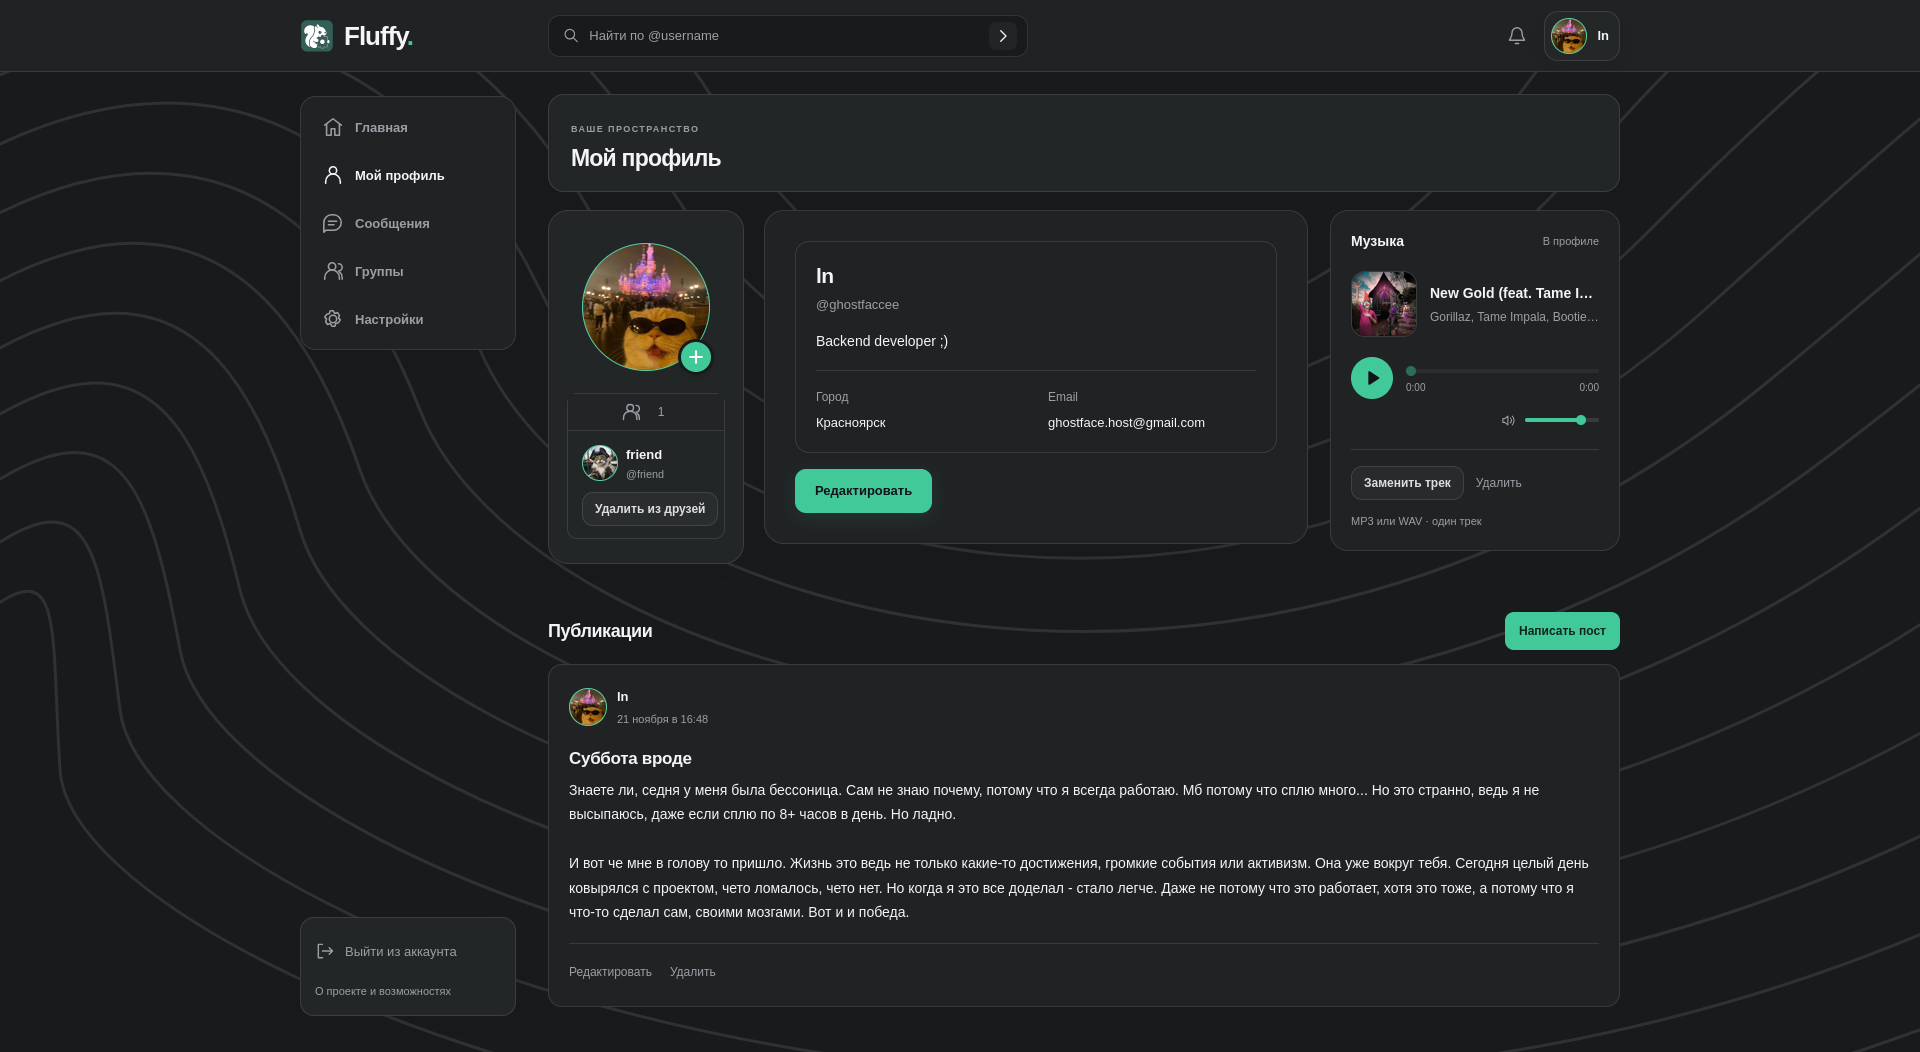 Fluffy.
Найти по @username
In
Главная
Мой профиль
Сообщения
Группы
Настройки
ВАШЕ ПРОСТРАНСТВО
Мой профиль
1
friend
@friend
Удалить из друзей
In
@ghostfaccee
Backend developer ;)
Город
Email
Красноярск
ghostface.host@gmail.com
Редактировать
Музыка
В профиле
New Gold (feat. Tame I…
Gorillaz, Tame Impala, Bootie…
0:00
0:00
Заменить трек
Удалить
MP3 или WAV · один трек
Публикации
Написать пост
In
21 ноября в 16:48
Суббота вроде
Знаете ли, седня у меня была бессоница. Сам не знаю почему, потому что я всегда работаю. Мб потому что сплю много... Но это странно, ведь я не
высыпаюсь, даже если сплю по 8+ часов в день. Но ладно.
И вот че мне в голову то пришло. Жизнь это ведь не только какие-то достижения, громкие события или активизм. Она уже вокруг тебя. Сегодня целый день
ковырялся с проектом, чето ломалось, чето нет. Но когда я это все доделал - стало легче. Даже не потому что это работает, хотя это тоже, а потому что я
что-то сделал сам, своими мозгами. Вот и и победа.
Редактировать
Удалить
Выйти из аккаунта
О проекте и возможностях